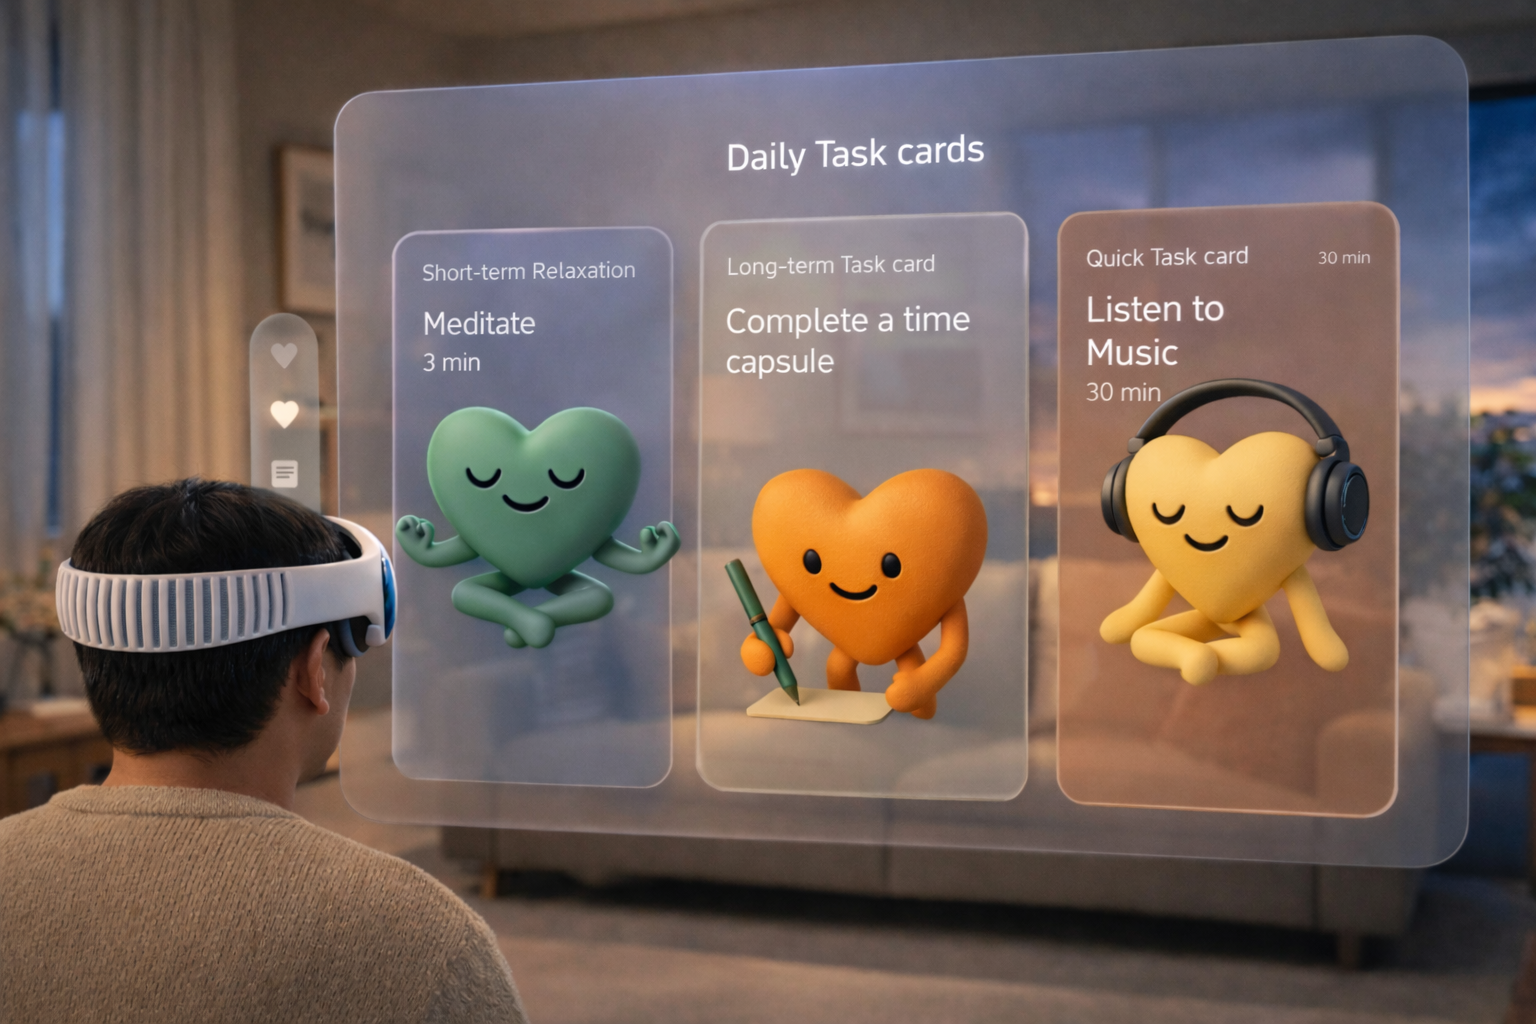 Daily Task cards
Short-term Relaxation
Meditate
3 min
Long-term Task card
Complete a time
capsule
Quick Task card
30 min
Listen to
Music
30 min